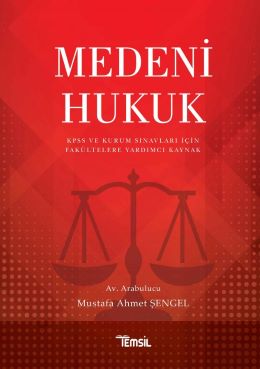 MEDENİ
HUKUK
KPSS VE KURUM SINAVLARI İÇİN
FAKÜLTELERE YARDIMCI KAYNAK
Av. Arabulucu
Mustafa Ahmet ŞENGEL
TEMSİL